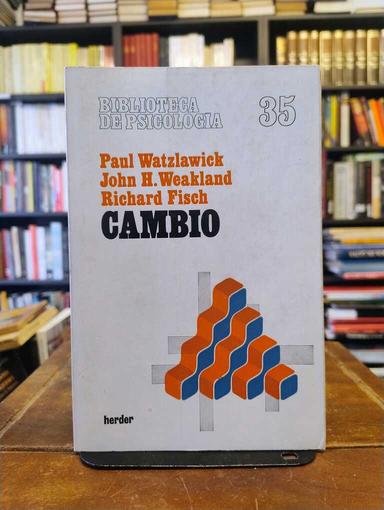 BIBLIOTECA
DE PSICOLOGIA
35
Paul Watzlawick
John H. Weakland
Richard Fisch
CAMBIO
herder